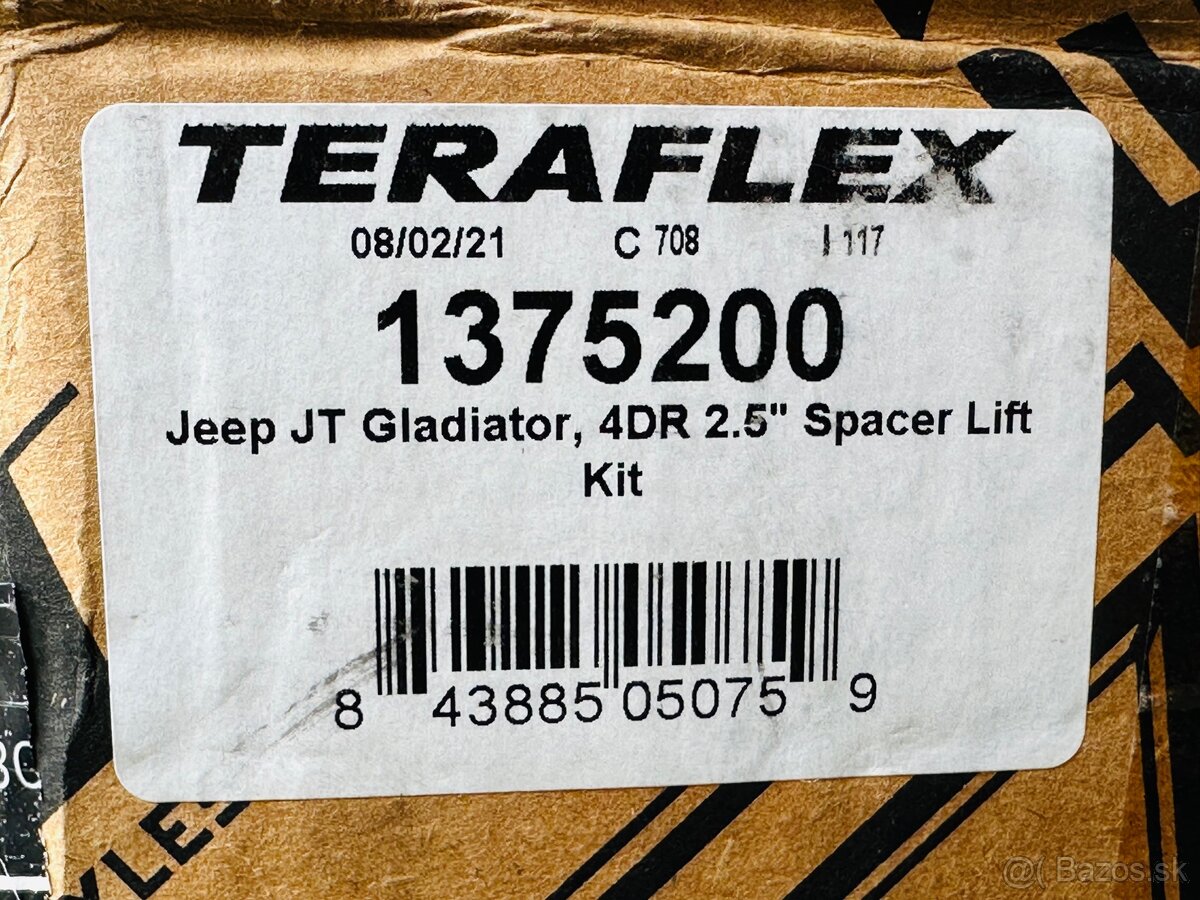 TERAFLEX
08/02/21 C 708 I 117
1375200
Jeep JT Gladiator, 4DR 2.5" Spacer Lift
Kit
8 43885 05075 9
@( Bazos.sk